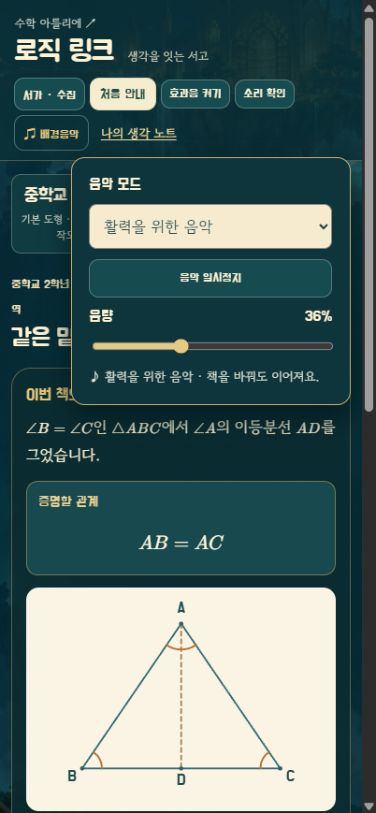 수학 아틀리에 ↗
로직 링크 생각을 잇는 서고
서가 · 수집
처음 안내
효과음 켜기
소리 확인
♫ 배경음악
나의 생각 노트
음악 모드
활력을 위한 음악
음악 일시정지
음량 36%
♪ 활력을 위한 음악 · 책을 바꿔도 이어져요.
중학교
기본 도형 ·
작도
중학교 2학년
역
같은
이번 책
∠B = ∠C인 △ABC에서 ∠A의 이등분선 AD를
그었습니다.
증명할 관계
AB = AC
A
B
D
C